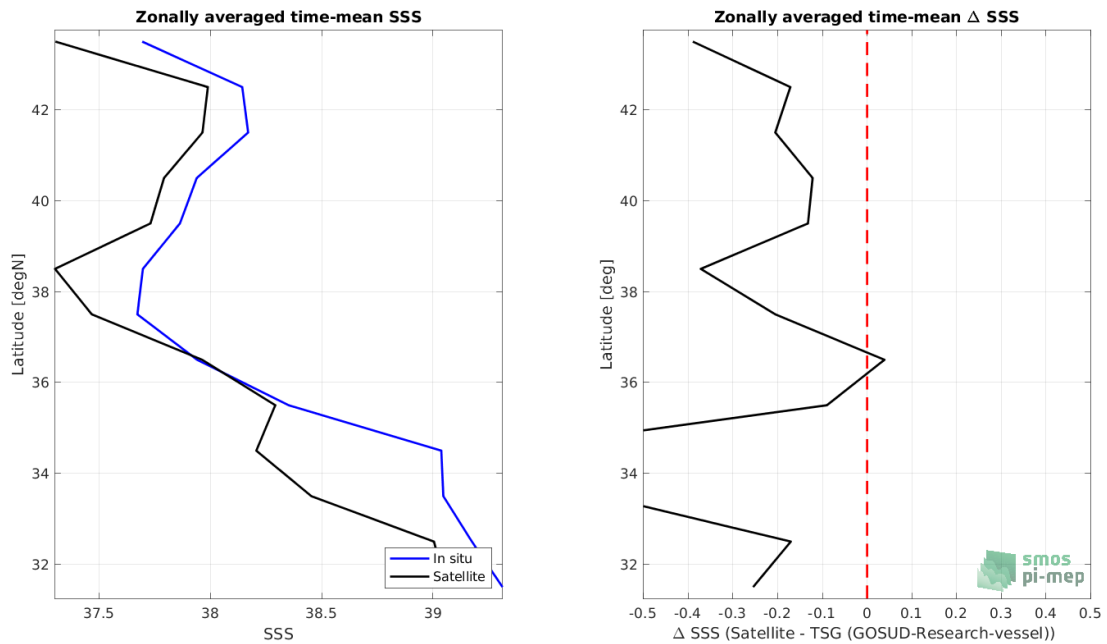 Zonally averaged time-mean SSS
42
40
38
36
34
32
Latitude [degN]
37.5 38 38.5 39
SSS
In situ
Satellite
Zonally averaged time-mean Δ SSS
42
40
38
36
34
32
Latitude [deg]
-0.5 -0.4 -0.3 -0.2 -0.1 0 0.1 0.2 0.3 0.4 0.5
Δ SSS (Satellite - TSG (GOSUD-Research-vessel))
smos
pi-mep